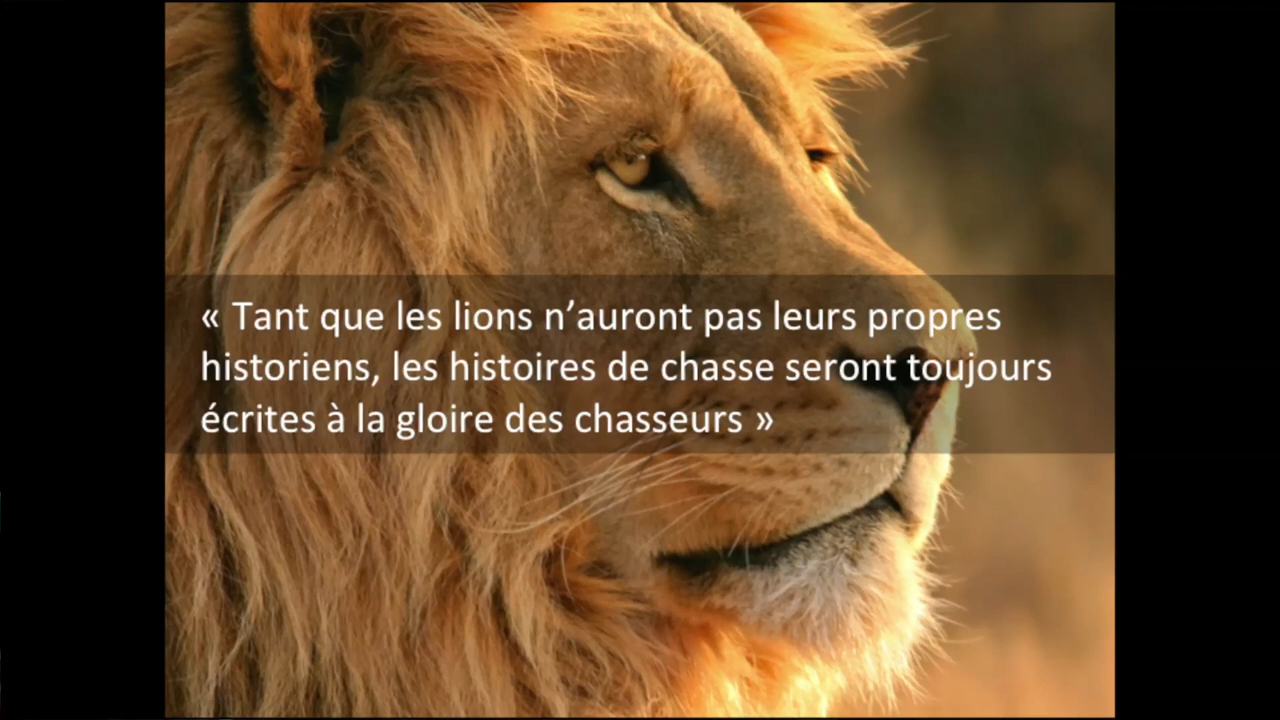 « Tant que les lions n’auront pas leurs propres
historiens, les histoires de chasse seront toujours
écrites à la gloire des chasseurs »